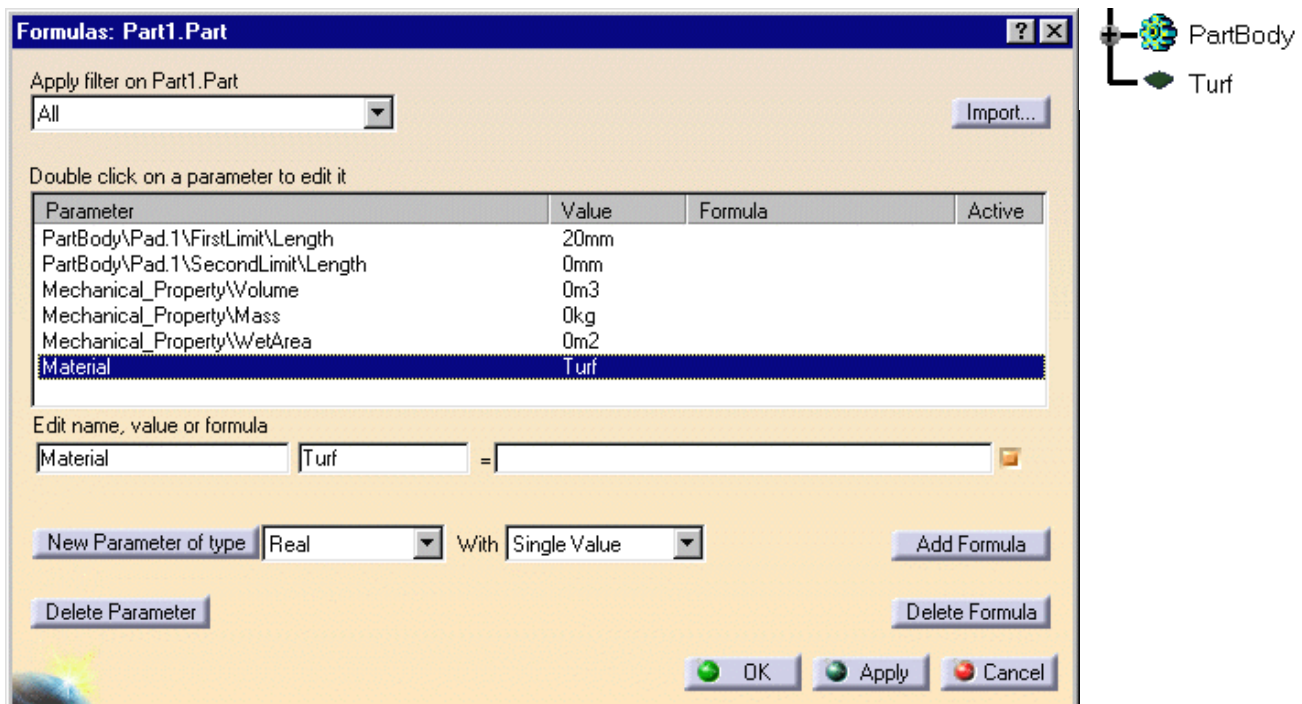 Formulas: Part1.Part
PartBody
Turf
Apply filter on Part1.Part
All
Import...
Double click on a parameter to edit it
Parameter Value Formula Active
PartBody\Pad.1\FirstLimit\Length 20mm
PartBody\Pad.1\SecondLimit\Length 0mm
Mechanical_Property\Volume 0m3
Mechanical_Property\Mass 0kg
Mechanical_Property\WetArea 0m2
Material Turf
Edit name, value or formula
Material Turf =
New Parameter of type Real With Single Value Add Formula
Delete Parameter Delete Formula
OK Apply Cancel